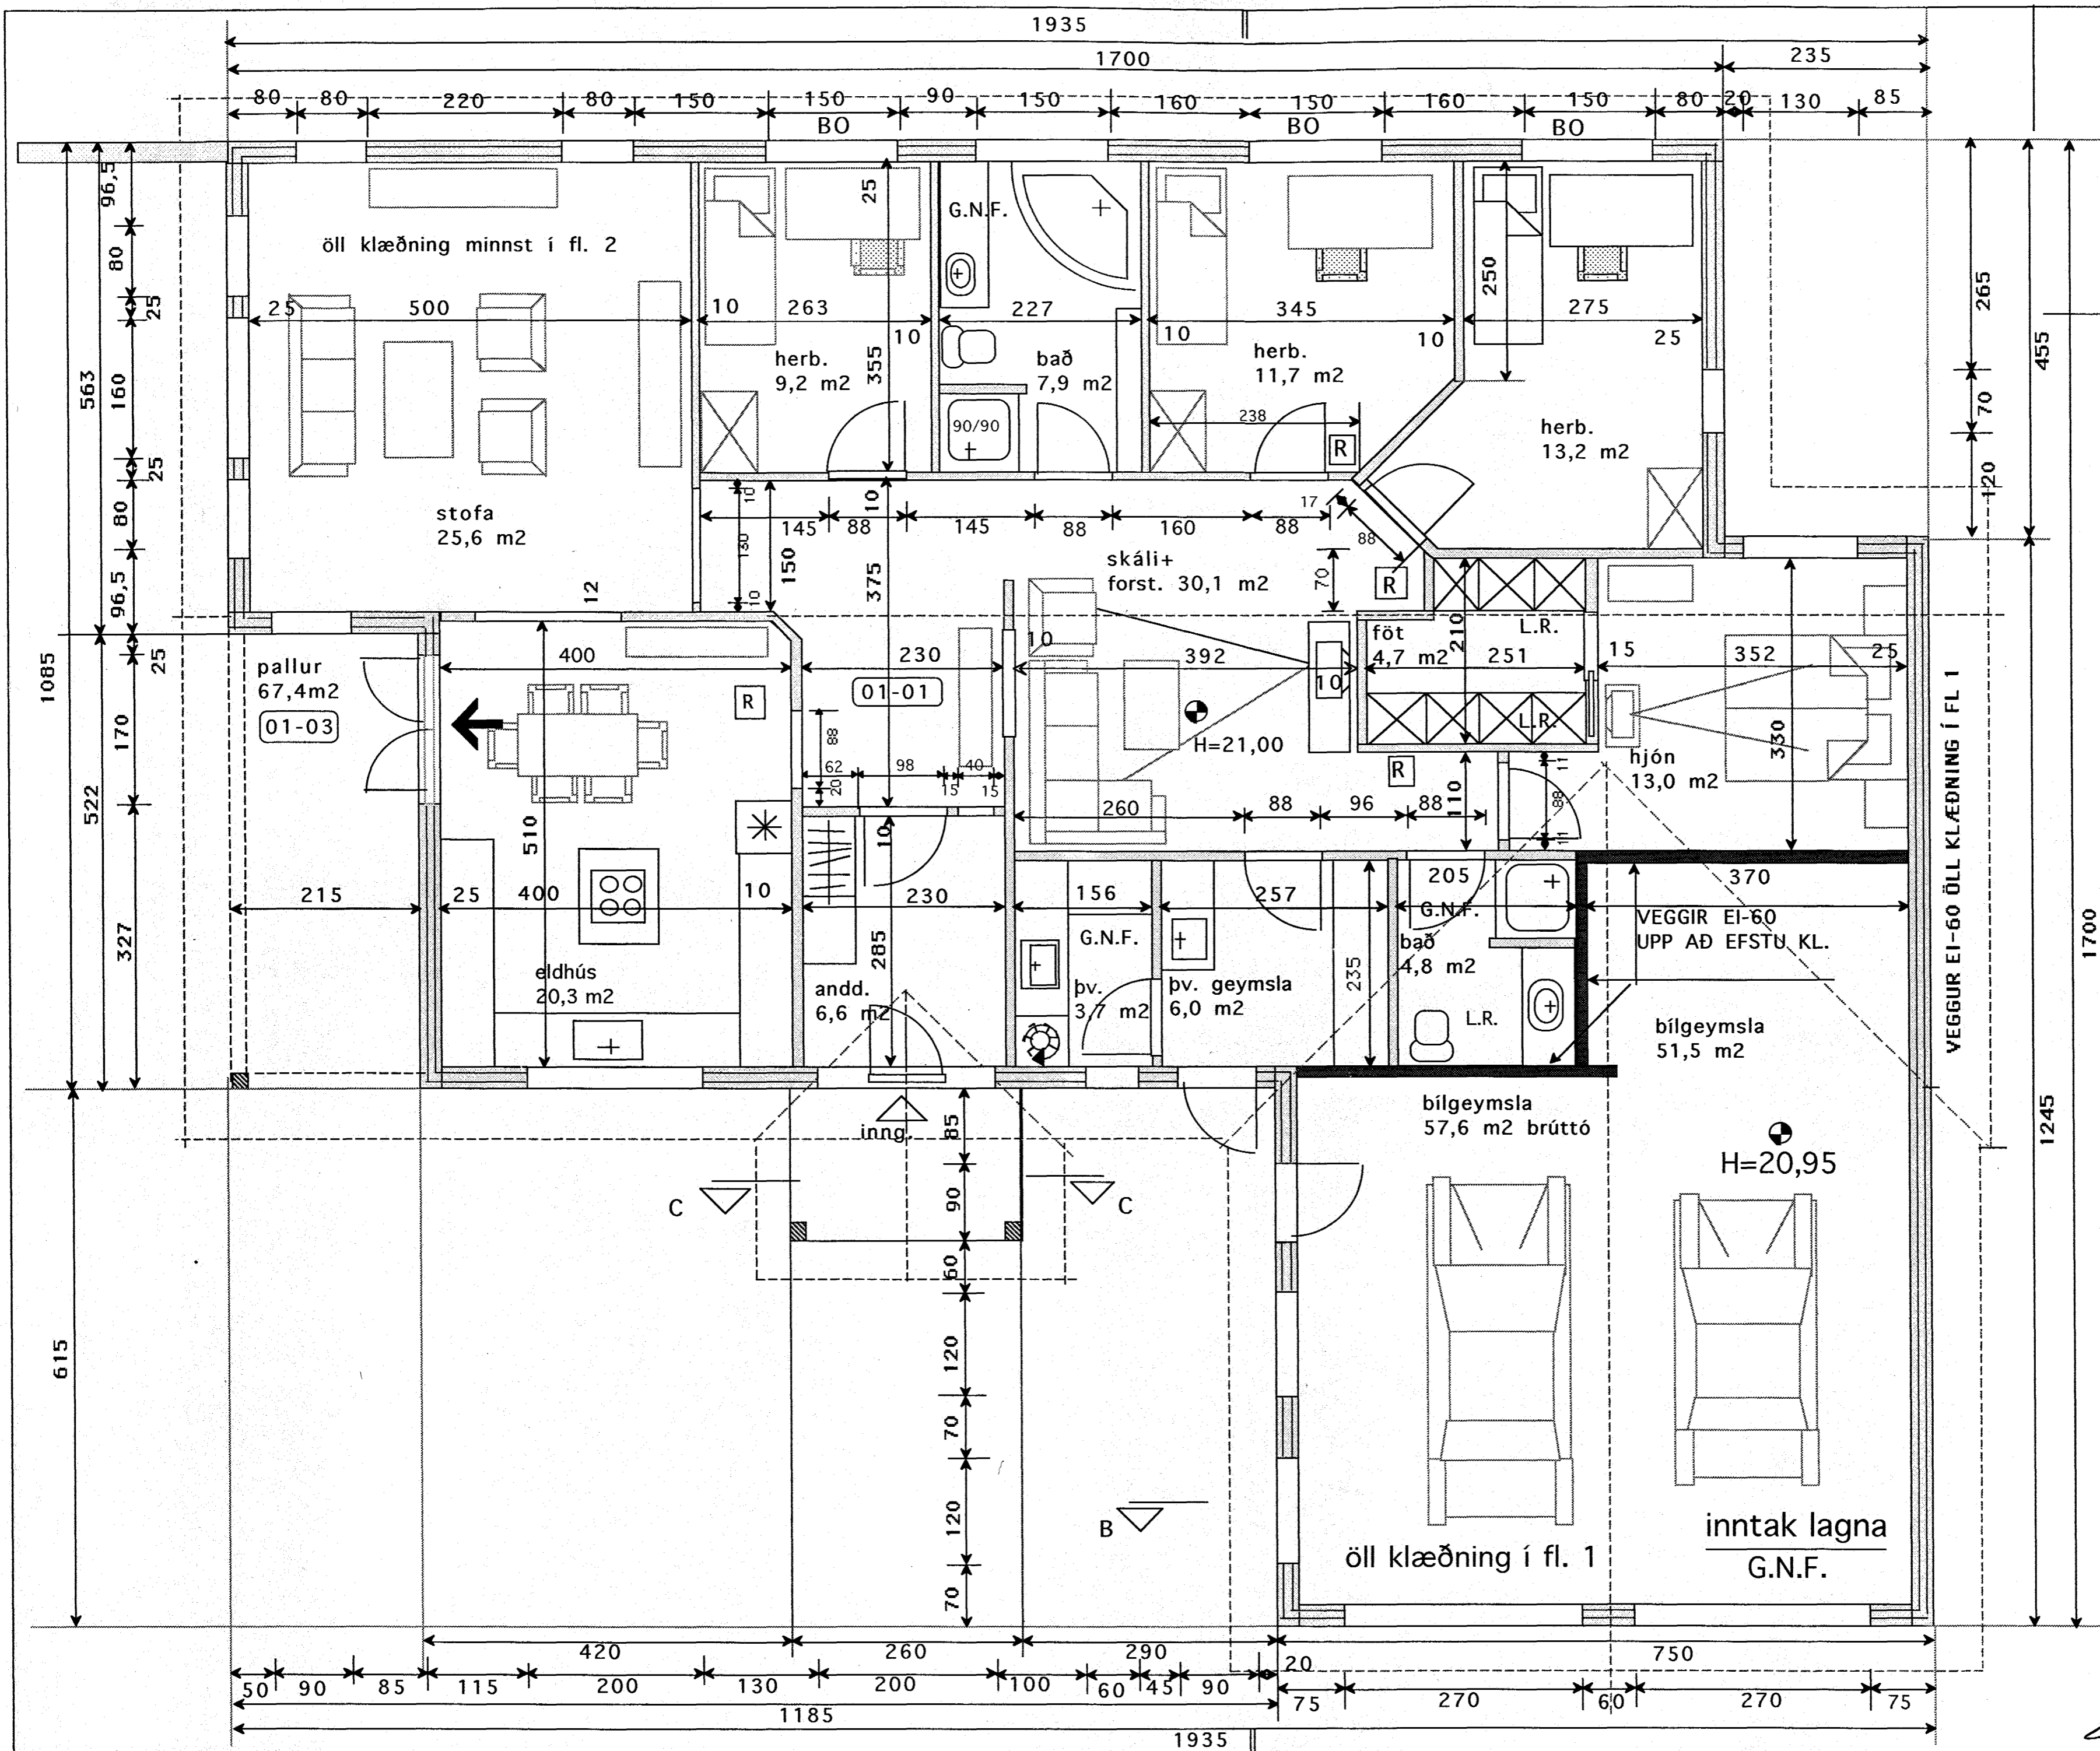 1935
1700 235
80 80 220 80 150 150 90 150 160 150 160 150 80 20 130 85
BO BO BO
96,5
80
25
160
25
80
96,5
25
170
327
563
522
1085
615
öll klæðning minnst í fl. 2
25 500
10 263 10
25
355
G.N.F.
227
90/90
10 345 10
250
275 25
herb.
9,2 m2
bað
7,9 m2
herb.
11,7 m2
238
R
herb.
13,2 m2
265
70
120
455
1245
1700
stofa
25,6 m2
12
10
130
10
150
145 88 10 145 88 160 88 17
88
375
skáli+
forst. 30,1 m2
70
R
föt
4,7 m2
L.R.
210
251
L.R.
15 352 25
pallur
67,4m2
01-03
400
R
230
01-01
10
392
10
H=21,00
88
20
62 98 15 40 15
R
hjón
13,0 m2
330
110
11
88
11
260 88 96 88
510
10
215
25 400 10
230
156
257
205
370
G.N.F.
G.N.F.
VEGGIR EI-60
UPP AÐ EFSTU KL.
285
235
eldhús
20,3 m2
andd.
6,6 m2
þv.
3,7 m2
þv. geymsla
6,0 m2
bað
4,8 m2
L.R.
bílgeymsla
51,5 m2
VEGGUR EI-60 ÖLL KLÆÐNING Í FL 1
bílgeymsla
57,6 m2 brúttó
inng.
85
90
60
120
70
120
70
C C
H=20,95
B
öll klæðning í fl. 1
inntak lagna
G.N.F.
420 260 290 750
50 90 85 115 200 130 200 100 60 45 90 20
75 270 60 270 75
1185
1935